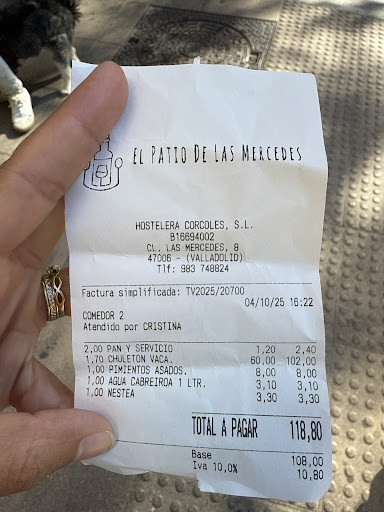 EL PATIO DE LAS MERCEDES
HOSTELERA CORCOLES, S.L.
B16694002
CL. LAS MERCEDES, 8
47006 - (VALLADOLID)
Tlf: 983 748824
Factura simplificada: TV2025/20700
04/10/25 16:22
COMEDOR 2
Atendido por CRISTINA
2,00 PAN Y SERVICIO 1,20 2,40
1,70 CHULETON VACA. 60,00 102,00
1,00 PIMIENTOS ASADOS. 8,00 8,00
1,00 AGUA CABREIROA 1 LTR. 3,10 3,10
1,00 NESTEA 3,30 3,30
TOTAL A PAGAR 118,80
Base 108,00
Iva 10,0% 10,80